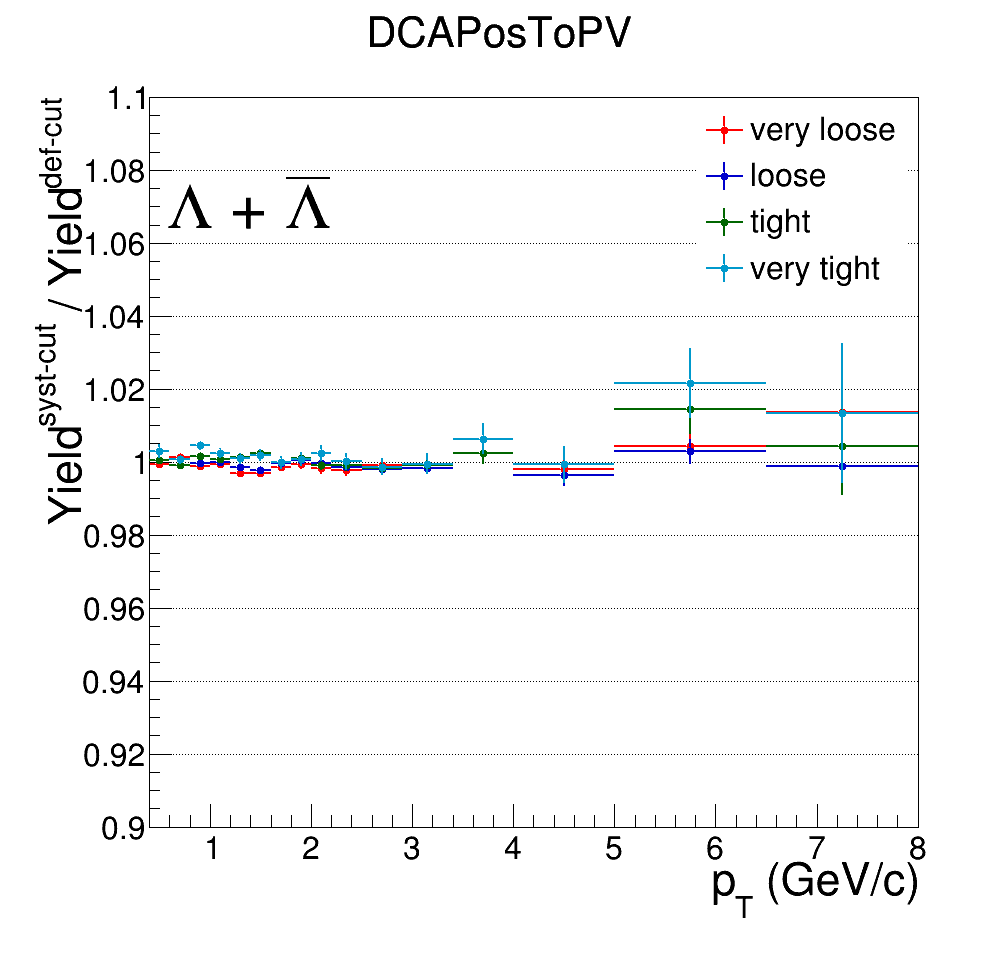 DCAPosToPV
Yield^syst-cut / Yield^def-cut
Λ + Λ̅
very loose
loose
tight
very tight
1.1
1.08
1.06
1.04
1.02
1
0.98
0.96
0.94
0.92
0.9
1 2 3 4 5 6 7 8
p_T (GeV/c)